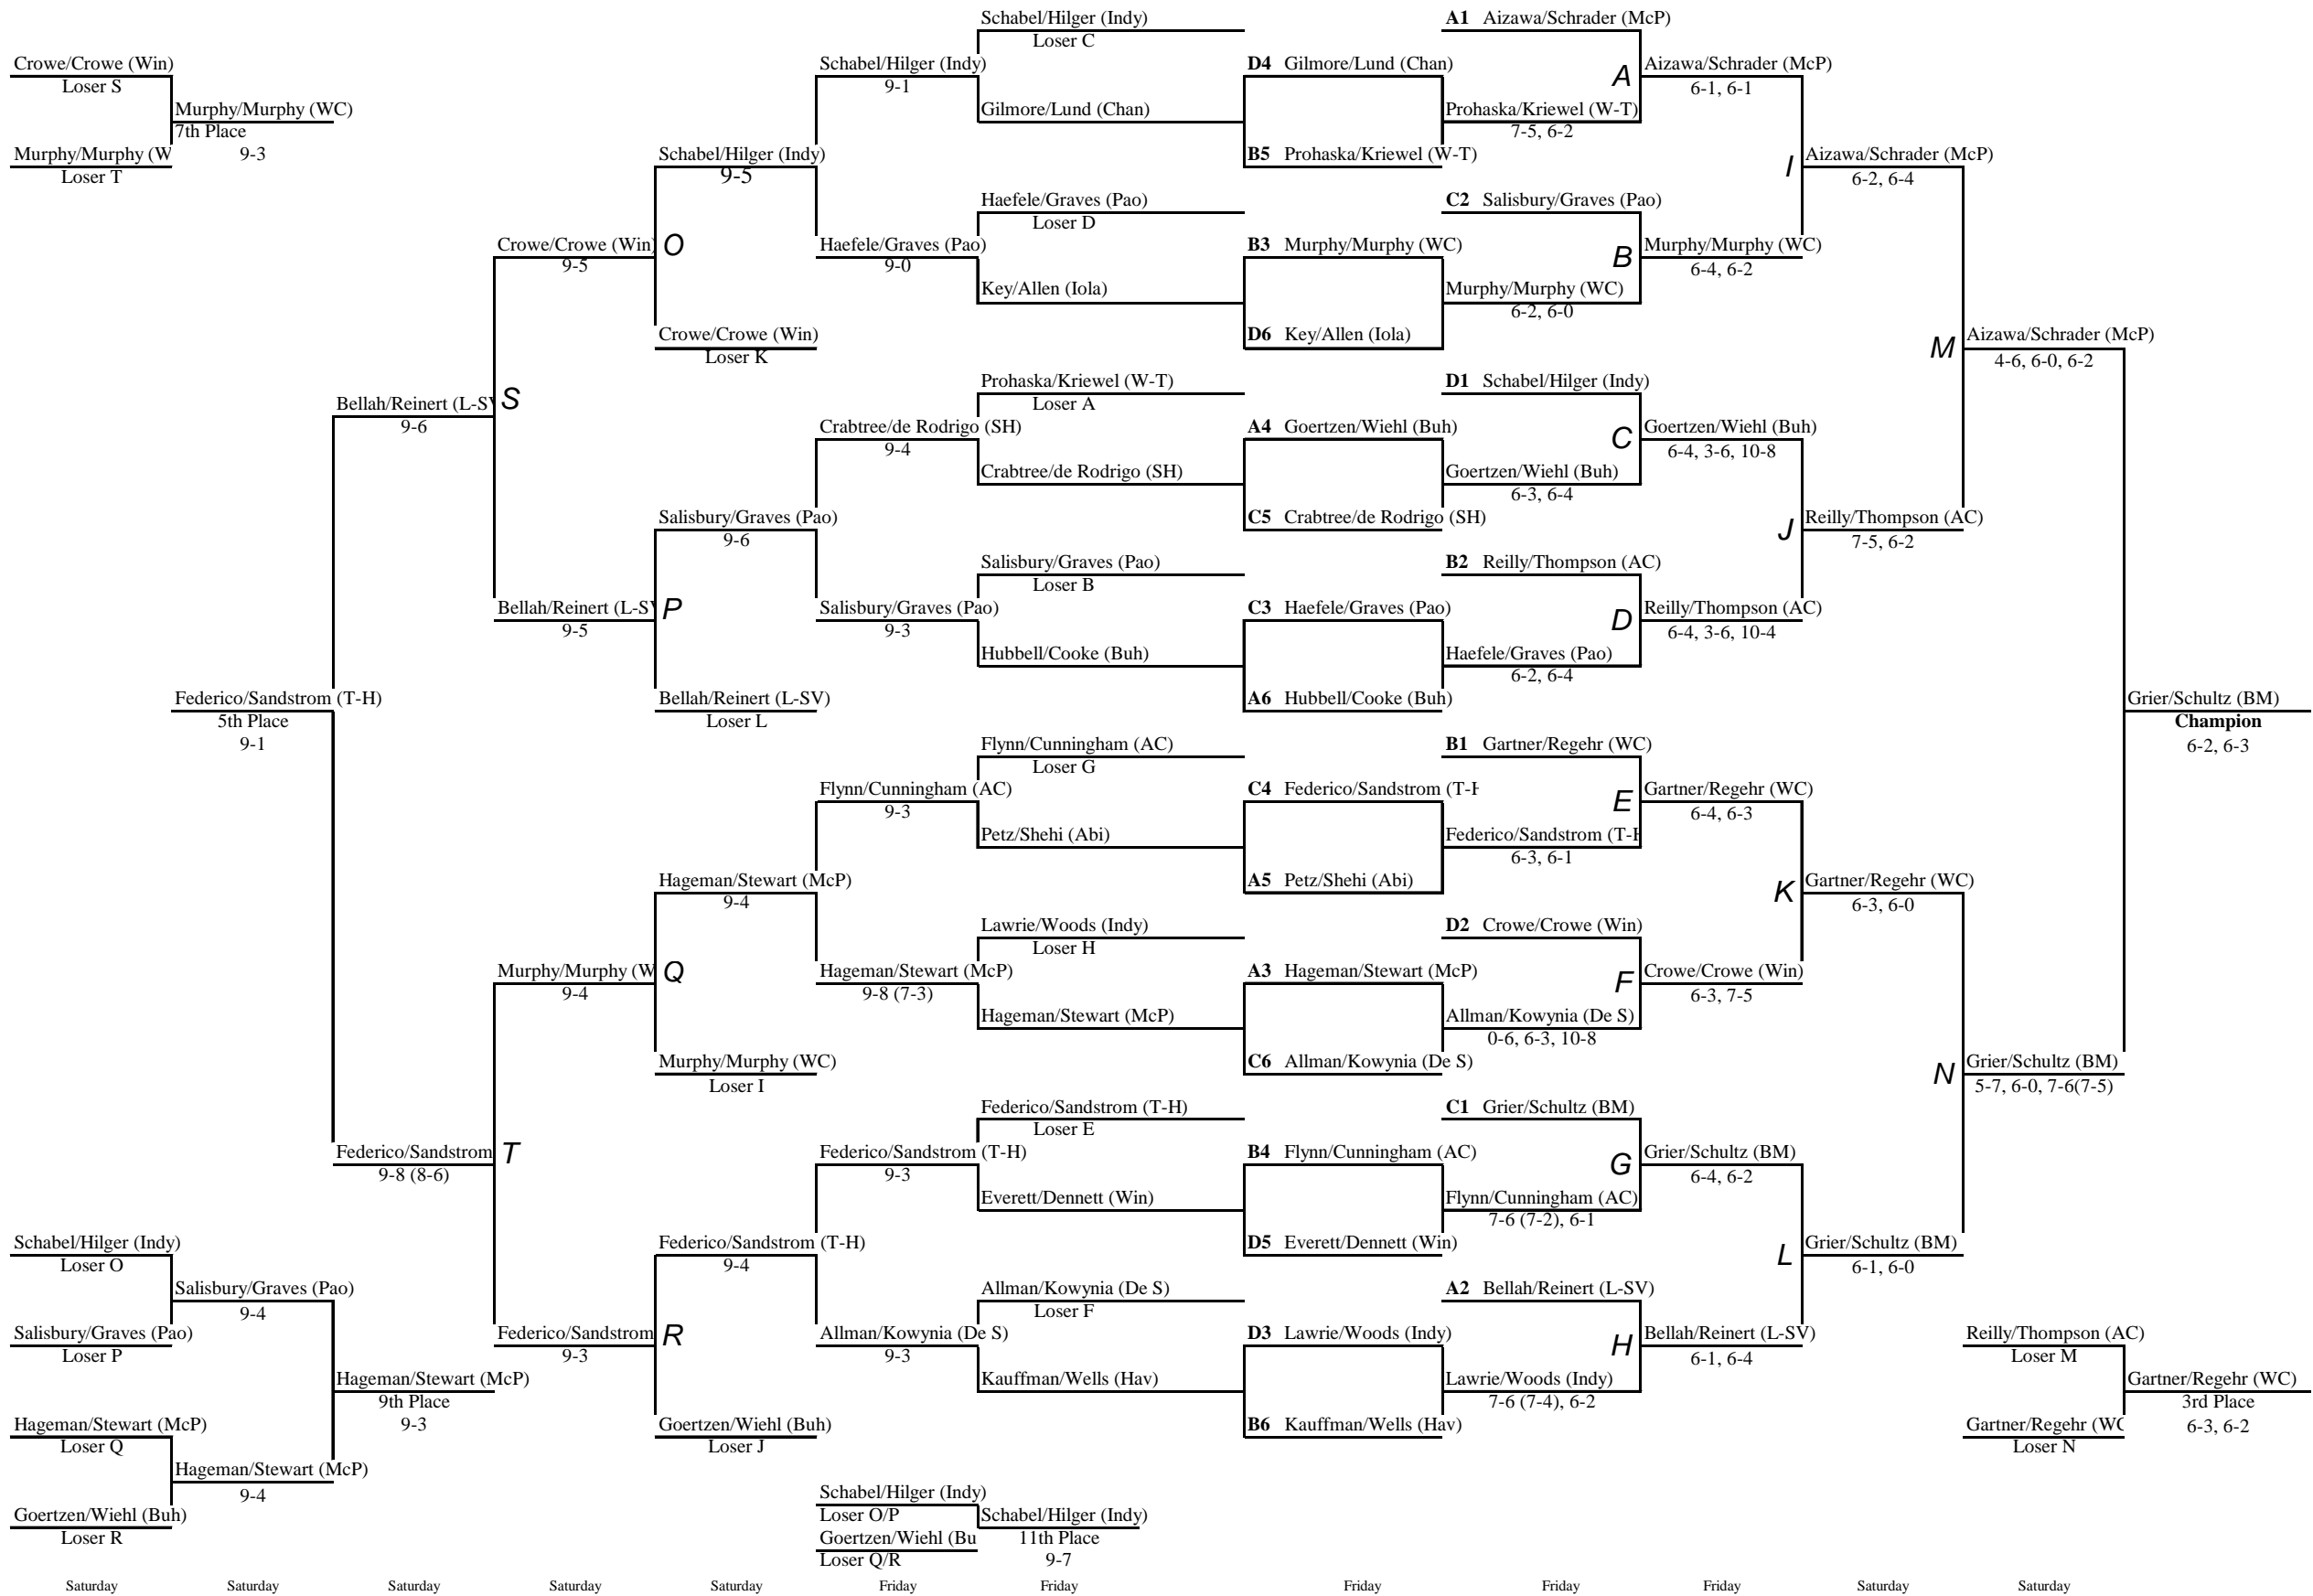 Schabel/Hilger (Indy)
Loser C
A1 Aizawa/Schrader (McP)
Crowe/Crowe (Win)
Loser S
Schabel/Hilger (Indy)
9-1
D4 Gilmore/Lund (Chan)
A
Aizawa/Schrader (McP)
6-1, 6-1
Murphy/Murphy (WC)
7th Place
9-3
Gilmore/Lund (Chan)
Prohaska/Kriewel (W-T)
7-5, 6-2
Murphy/Murphy (W
Loser T
Schabel/Hilger (Indy)
9-5
B5 Prohaska/Kriewel (W-T)
I
Aizawa/Schrader (McP)
6-2, 6-4
Haefele/Graves (Pao)
Loser D
C2 Salisbury/Graves (Pao)
Crowe/Crowe (Win)
9-5
O
Haefele/Graves (Pao)
9-0
B3 Murphy/Murphy (WC)
B
Murphy/Murphy (WC)
6-4, 6-2
Key/Allen (Iola)
Murphy/Murphy (WC)
6-2, 6-0
Crowe/Crowe (Win)
Loser K
D6 Key/Allen (Iola)
M
Aizawa/Schrader (McP)
4-6, 6-0, 6-2
Prohaska/Kriewel (W-T)
Loser A
D1 Schabel/Hilger (Indy)
Bellah/Reinert (L-SV
9-6
S
Crabtree/de Rodrigo (SH)
9-4
A4 Goertzen/Wiehl (Buh)
C
Goertzen/Wiehl (Buh)
6-4, 3-6, 10-8
Crabtree/de Rodrigo (SH)
Goertzen/Wiehl (Buh)
6-3, 6-4
Salisbury/Graves (Pao)
9-6
C5 Crabtree/de Rodrigo (SH)
J
Reilly/Thompson (AC)
7-5, 6-2
Salisbury/Graves (Pao)
Loser B
B2 Reilly/Thompson (AC)
Bellah/Reinert (L-SV
9-5
P
Salisbury/Graves (Pao)
9-3
C3 Haefele/Graves (Pao)
D
Reilly/Thompson (AC)
6-4, 3-6, 10-4
Hubbell/Cooke (Buh)
Haefele/Graves (Pao)
6-2, 6-4
Federico/Sandstrom (T-H)
5th Place
9-1
Bellah/Reinert (L-SV)
Loser L
A6 Hubbell/Cooke (Buh)
Grier/Schultz (BM)
Champion
6-2, 6-3
Flynn/Cunningham (AC)
Loser G
B1 Gartner/Regehr (WC)
Flynn/Cunningham (AC)
9-3
C4 Federico/Sandstrom (T-H
E
Gartner/Regehr (WC)
6-4, 6-3
Petz/Shehi (Abi)
Federico/Sandstrom (T-H
6-3, 6-1
Hageman/Stewart (McP)
9-4
A5 Petz/Shehi (Abi)
K
Gartner/Regehr (WC)
6-3, 6-0
Lawrie/Woods (Indy)
Loser H
D2 Crowe/Crowe (Win)
Murphy/Murphy (W
9-4
Q
Hageman/Stewart (McP)
9-8 (7-3)
A3 Hageman/Stewart (McP)
F
Crowe/Crowe (Win)
6-3, 7-5
Hageman/Stewart (McP)
Allman/Kowynia (De S)
0-6, 6-3, 10-8
Murphy/Murphy (WC)
Loser I
C6 Allman/Kowynia (De S)
N
Grier/Schultz (BM)
5-7, 6-0, 7-6(7-5)
Federico/Sandstrom (T-H)
Loser E
C1 Grier/Schultz (BM)
Federico/Sandstrom
9-8 (8-6)
T
Federico/Sandstrom (T-H)
9-3
B4 Flynn/Cunningham (AC)
G
Grier/Schultz (BM)
6-4, 6-2
Everett/Dennett (Win)
Flynn/Cunningham (AC)
7-6 (7-2), 6-1
Schabel/Hilger (Indy)
Loser O
Federico/Sandstrom (T-H)
9-4
D5 Everett/Dennett (Win)
L
Grier/Schultz (BM)
6-1, 6-0
Salisbury/Graves (Pao)
9-4
Allman/Kowynia (De S)
Loser F
A2 Bellah/Reinert (L-SV)
Salisbury/Graves (Pao)
Loser P
Federico/Sandstrom
9-3
R
Allman/Kowynia (De S)
9-3
D3 Lawrie/Woods (Indy)
H
Bellah/Reinert (L-SV)
6-1, 6-4
Reilly/Thompson (AC)
Loser M
Hageman/Stewart (McP)
9th Place
9-3
Kauffman/Wells (Hav)
Lawrie/Woods (Indy)
7-6 (7-4), 6-2
Gartner/Regehr (WC)
3rd Place
6-3, 6-2
Hageman/Stewart (McP)
Loser Q
Goertzen/Wiehl (Buh)
Loser J
B6 Kauffman/Wells (Hav)
Gartner/Regehr (WC
Loser N
Hageman/Stewart (McP)
9-4
Schabel/Hilger (Indy)
Loser O/P
Goertzen/Wiehl (Buh)
Loser R
Schabel/Hilger (Indy)
11th Place
9-7
Goertzen/Wiehl (Bu
Loser Q/R
Saturday Saturday Saturday Saturday Saturday Friday Friday Friday Friday Friday Saturday Saturday